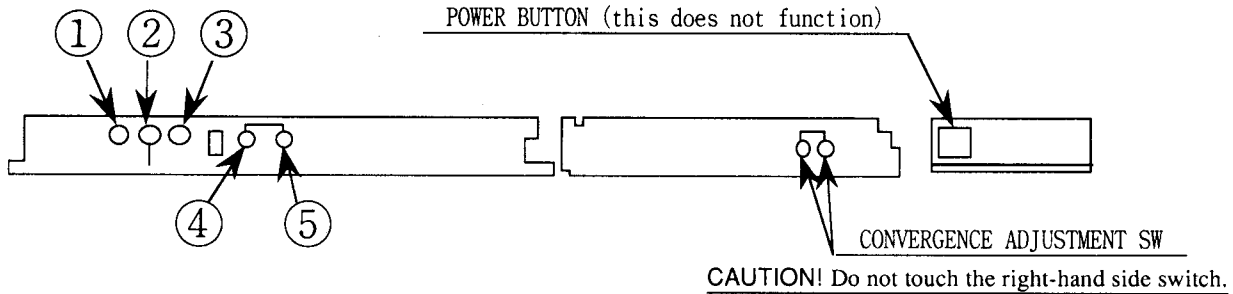 POWER BUTTON (this does not function)
① ② ③
④ ⑤
CONVERGENCE ADJUSTMENT SW
CAUTION! Do not touch the right-hand side switch.